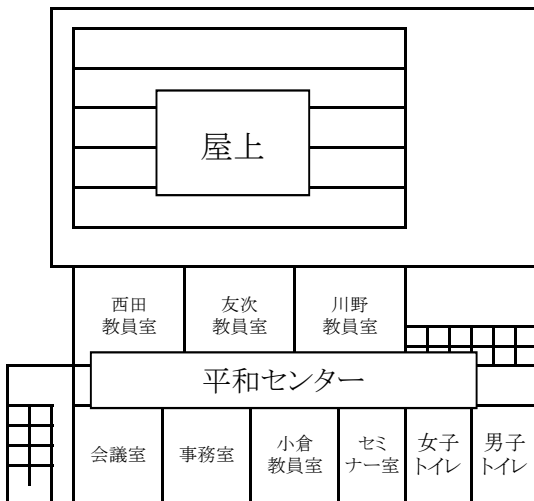 屋上
西田
教員室
友次
教員室
川野
教員室
平和センター
会議室
事務室
小倉
教員室
セミ
ナー室
女子
トイレ
男子
トイレ